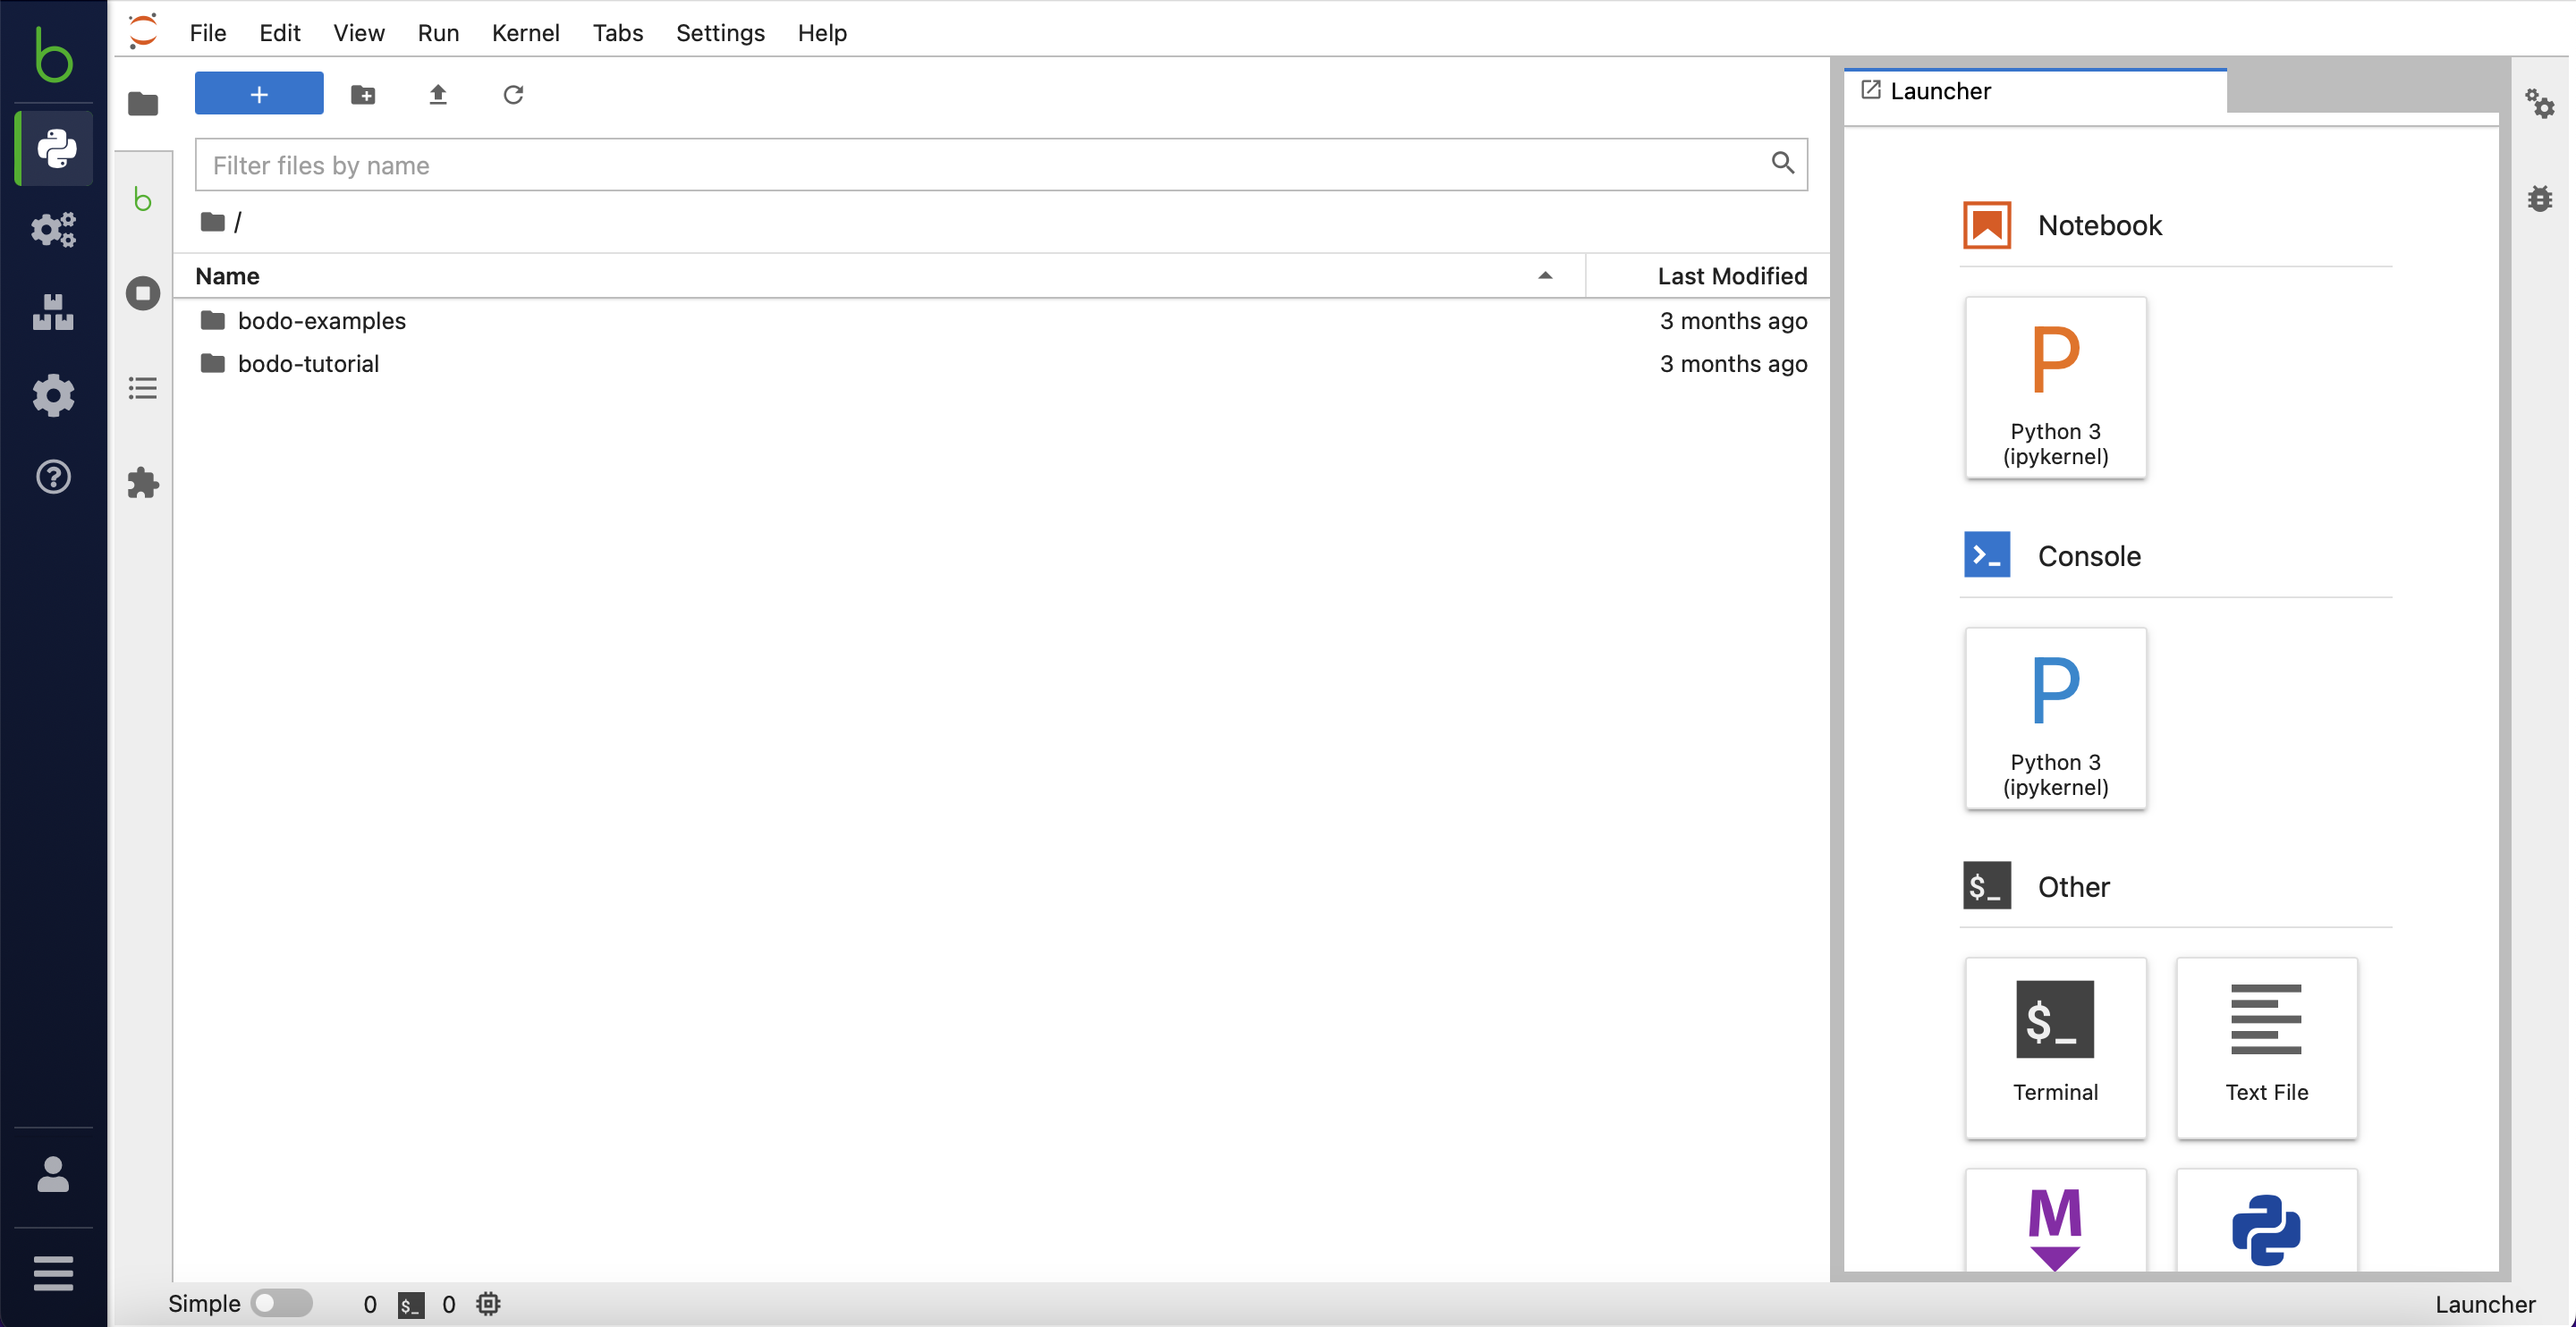 File Edit View Run Kernel Tabs Settings Help
+
Filter files by name
/
Name Last Modified
bodo-examples 3 months ago
bodo-tutorial 3 months ago
Launcher
Notebook
P
Python 3
(ipykernel)
>_ Console
P
Python 3
(ipykernel)
$_ Other
$_
Terminal
Text File
M
Simple 0 $_ 0 Launcher